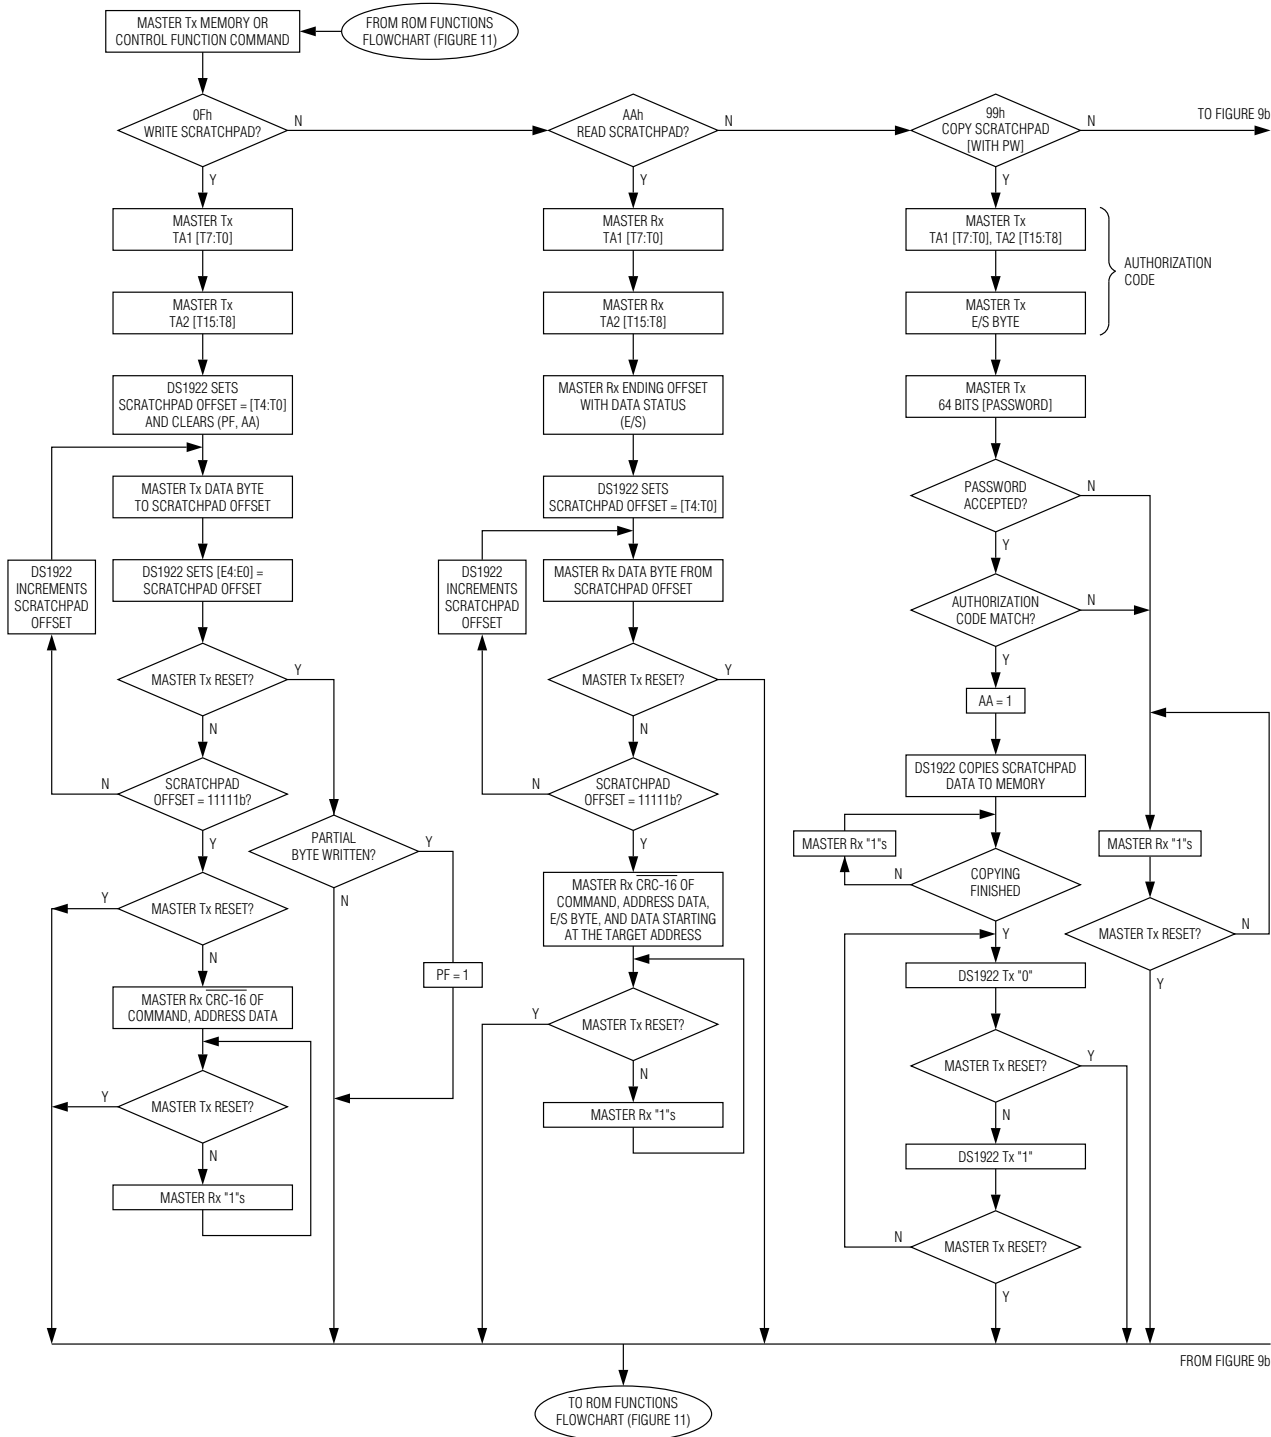 MASTER Tx MEMORY OR
CONTROL FUNCTION COMMAND
FROM ROM FUNCTIONS
FLOWCHART (FIGURE 11)
0Fh
WRITE SCRATCHPAD?
N
Y
MASTER Tx
TA1 [T7:T0]
MASTER Tx
TA2 [T15:T8]
DS1922 SETS
SCRATCHPAD OFFSET = [T4:T0]
AND CLEARS (PF, AA)
MASTER Tx DATA BYTE
TO SCRATCHPAD OFFSET
DS1922 SETS [E4:E0] =
SCRATCHPAD OFFSET
DS1922
INCREMENTS
SCRATCHPAD
OFFSET
MASTER Tx RESET?
Y
N
SCRATCHPAD
OFFSET = 11111b?
N
Y
PARTIAL
BYTE WRITTEN?
Y
N
PF = 1
MASTER Tx RESET?
Y
N
MASTER Rx CRC-16 OF
COMMAND, ADDRESS DATA
MASTER Tx RESET?
Y
N
MASTER Rx "1"s
AAh
READ SCRATCHPAD?
N
Y
MASTER Rx
TA1 [T7:T0]
MASTER Rx
TA2 [T15:T8]
MASTER Rx ENDING OFFSET
WITH DATA STATUS
(E/S)
DS1922 SETS
SCRATCHPAD OFFSET = [T4:T0]
MASTER Rx DATA BYTE FROM
SCRATCHPAD OFFSET
DS1922
INCREMENTS
SCRATCHPAD
OFFSET
MASTER Tx RESET?
Y
N
SCRATCHPAD
OFFSET = 11111b?
N
Y
MASTER Rx CRC-16 OF
COMMAND, ADDRESS DATA,
E/S BYTE, AND DATA STARTING
AT THE TARGET ADDRESS
MASTER Tx RESET?
Y
N
MASTER Rx "1"s
99h
COPY SCRATCHPAD
[WITH PW]
N
TO FIGURE 9b
Y
MASTER Tx
TA1 [T7:T0], TA2 [T15:T8]
MASTER Tx
E/S BYTE
AUTHORIZATION
CODE
MASTER Tx
64 BITS [PASSWORD]
PASSWORD
ACCEPTED?
N
Y
AUTHORIZATION
CODE MATCH?
N
Y
AA = 1
DS1922 COPIES SCRATCHPAD
DATA TO MEMORY
MASTER Rx "1"s
COPYING
FINISHED
N
Y
MASTER Rx "1"s
MASTER Tx RESET?
N
Y
DS1922 Tx "0"
MASTER Tx RESET?
Y
N
DS1922 Tx "1"
MASTER Tx RESET?
N
Y
FROM FIGURE 9b
TO ROM FUNCTIONS
FLOWCHART (FIGURE 11)